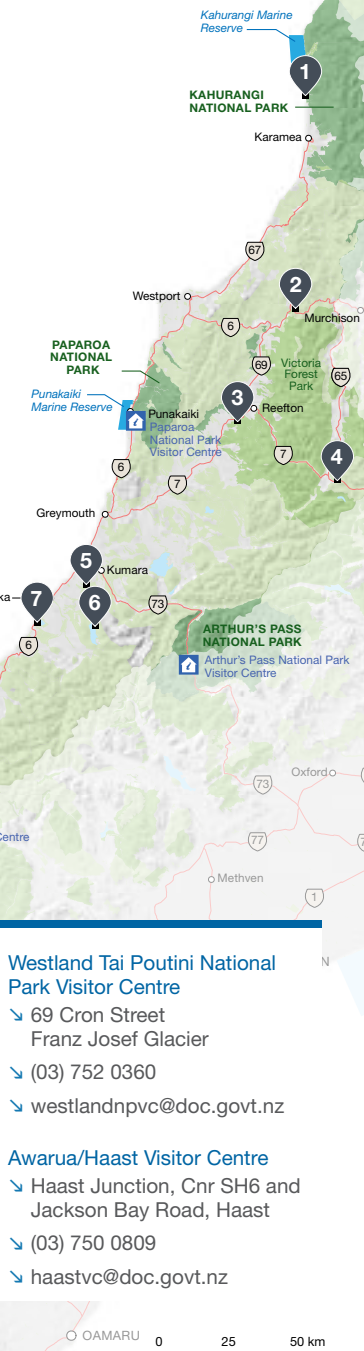 Kahurangi Marine
Reserve
1
KAHURANGI
NATIONAL PARK
Karamea
67
2
Westport
Murchison
6
PAPAROA
NATIONAL
PARK
69
Victoria
Forest
Park
65
Punakaiki
Marine Reserve
3
Reefton
Punakaiki
Paparoa
National Park
Visitor Centre
7
4
6
7
Greymouth
5
Kumara
ka
7
6
73
6
ARTHUR'S PASS
NATIONAL PARK
Arthur's Pass National Park
Visitor Centre
Oxford
73
Centre
77
7
Methven
1
N
Westland Tai Poutini National
Park Visitor Centre
↘ 69 Cron Street
Franz Josef Glacier
↘ (03) 752 0360
↘ westlandnpvc@doc.govt.nz
Awarua/Haast Visitor Centre
↘ Haast Junction, Cnr SH6 and
Jackson Bay Road, Haast
↘ (03) 750 0809
↘ haastvc@doc.govt.nz
OAMARU
0 25 50 km